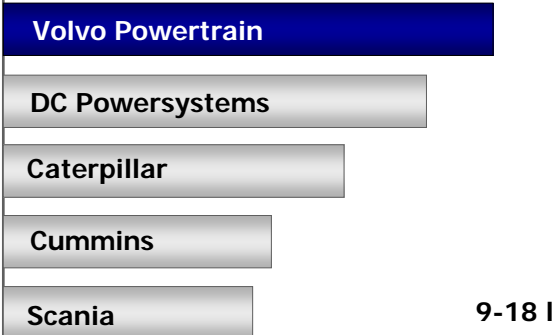 Volvo Powertrain
DC Powersystems
Caterpillar
Cummins
Scania
9-18 l